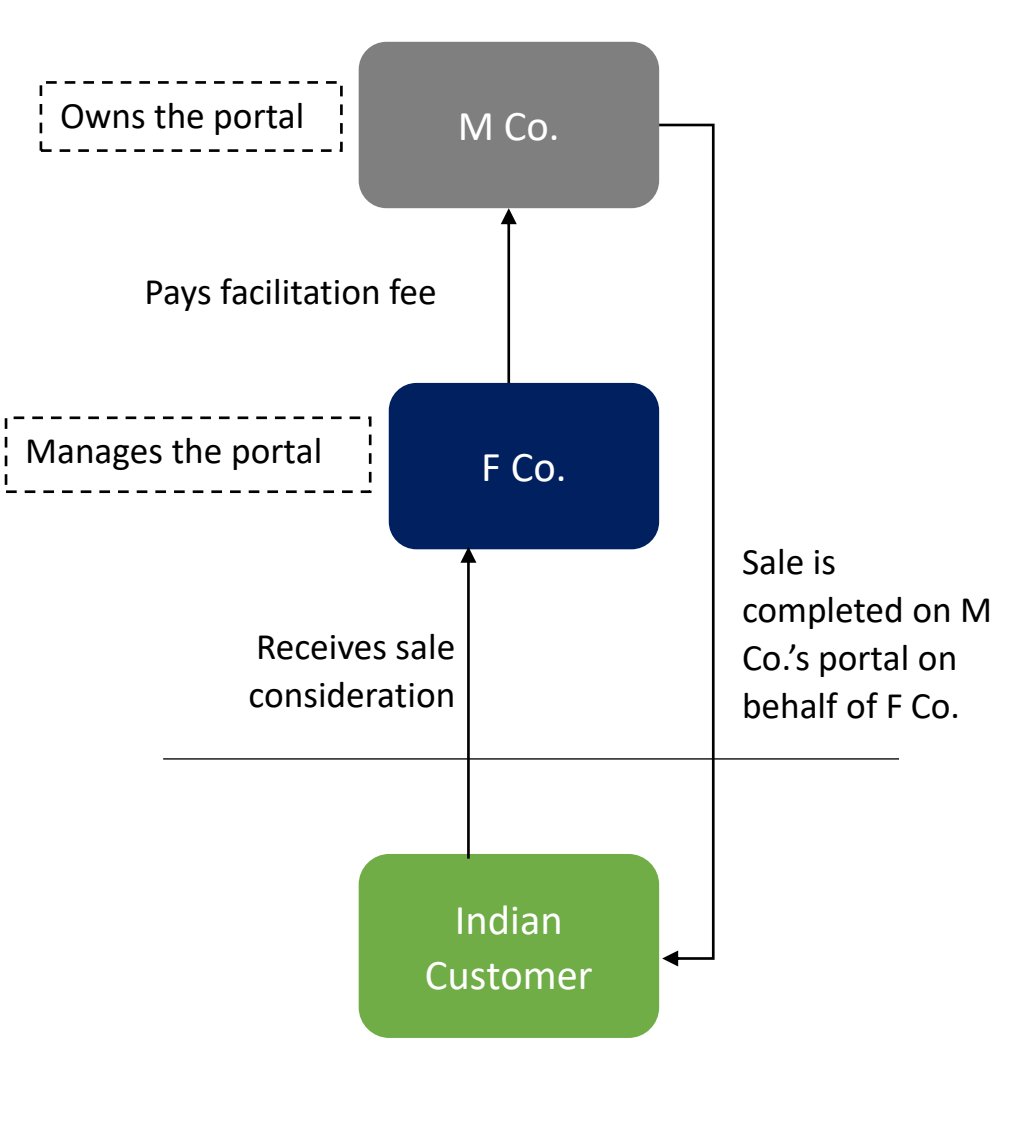 Owns the portal
M Co.
Pays facilitation fee
Manages the portal
F Co.
Sale is
completed on M
Co.’s portal on
behalf of F Co.
Receives sale
consideration
Indian
Customer